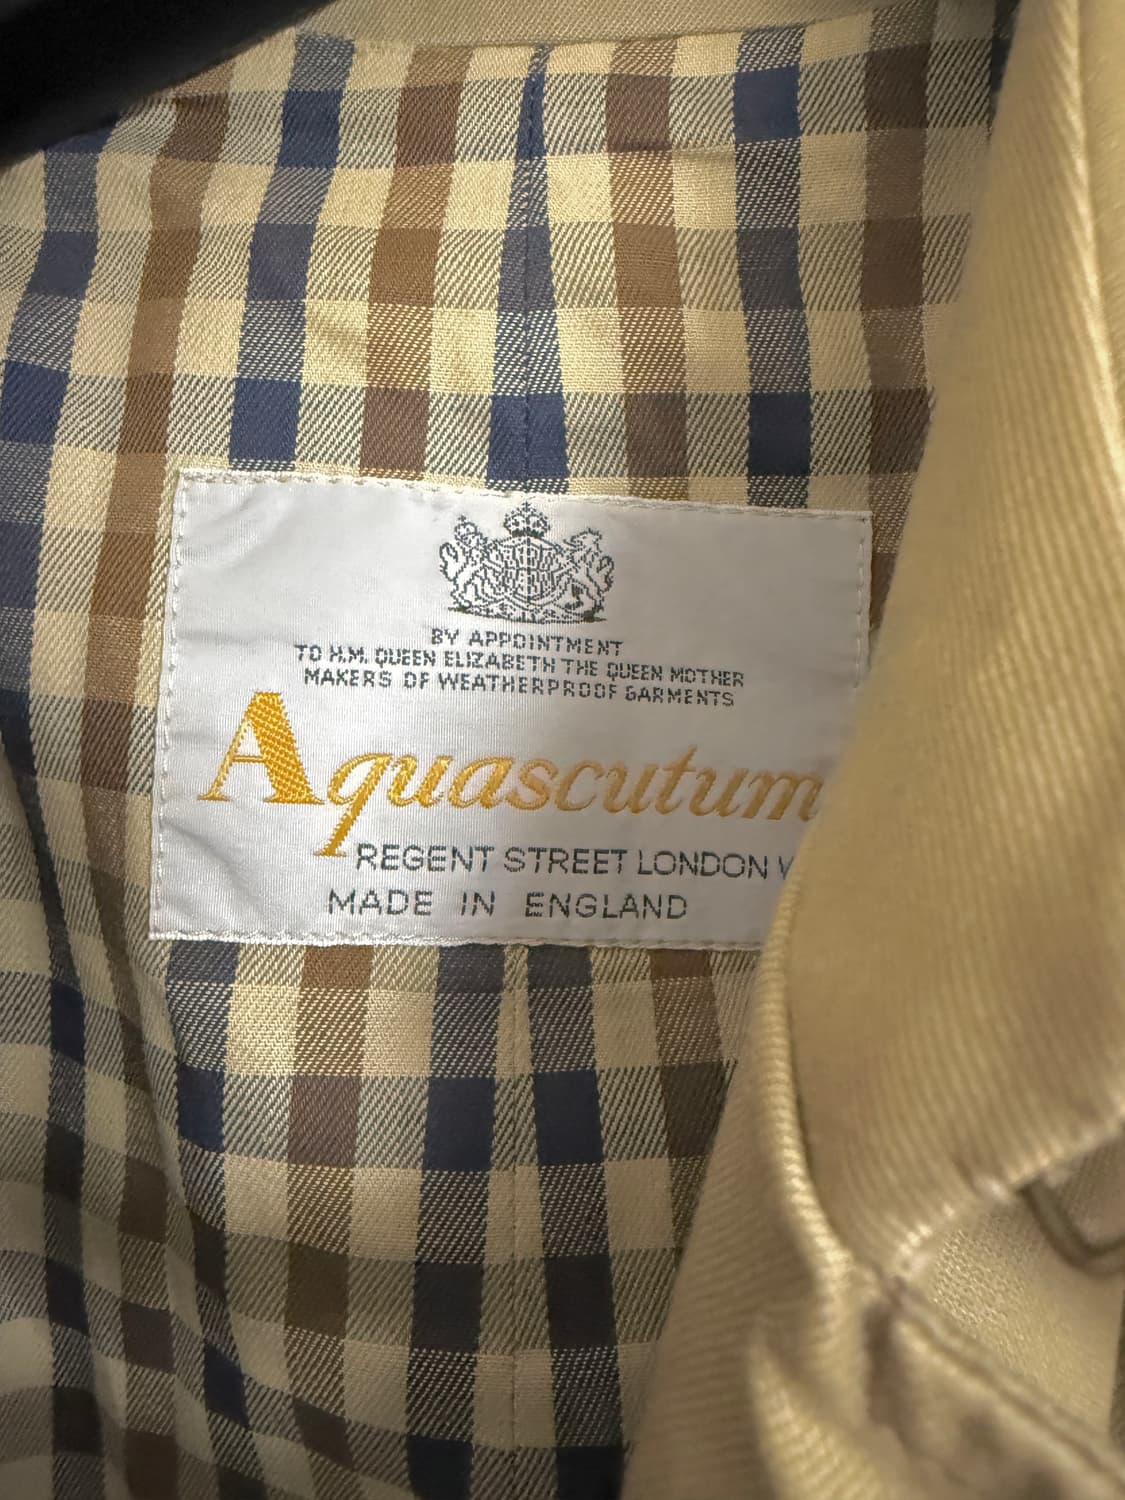 BY APPOINTMENT
TO H.M. QUEEN ELIZABETH THE QUEEN MOTHER
MAKERS OF WEATHERPROOF GARMENTS
Aquascutum
REGENT STREET LONDON
MADE IN ENGLAND